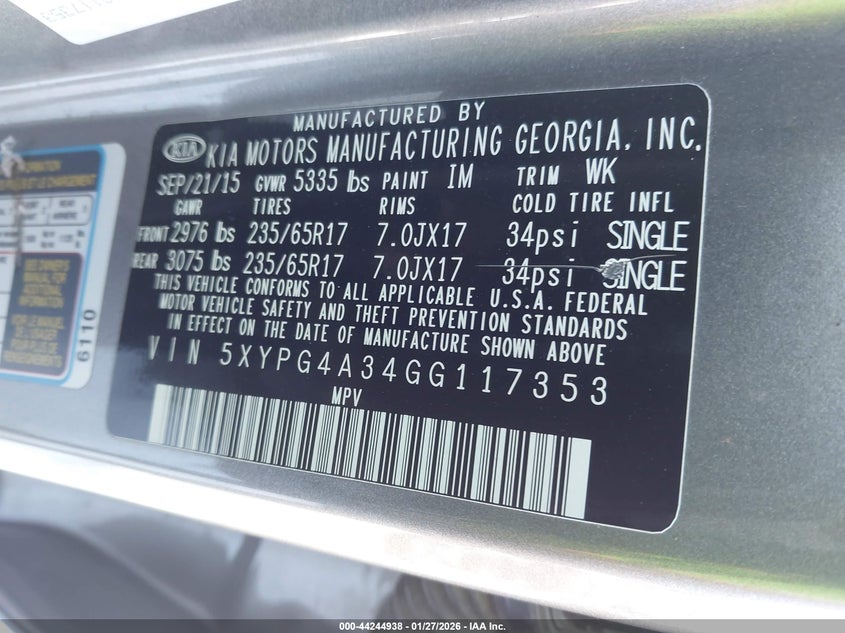 MANUFACTURED BY
KIA KIA MOTORS MANUFACTURING GEORGIA, INC.
SEP/21/15 GVWR 5335 lbs PAINT IM TRIM WK
GAWR TIRES RIMS COLD TIRE INFL
FRONT 2976 lbs 235/65R17 7.0JX17 34psi SINGLE
REAR 3075 lbs 235/65R17 7.0JX17 34psi SINGLE
THIS VEHICLE CONFORMS TO ALL APPLICABLE U.S.A. FEDERAL
MOTOR VEHICLE SAFETY AND THEFT PREVENTION STANDARDS
IN EFFECT ON THE DATE OF MANUFACTURE SHOWN ABOVE
VIN 5XYPG4A34GG117353
MPV
6110
000-44244938 - 01/27/2026 - IAA Inc.